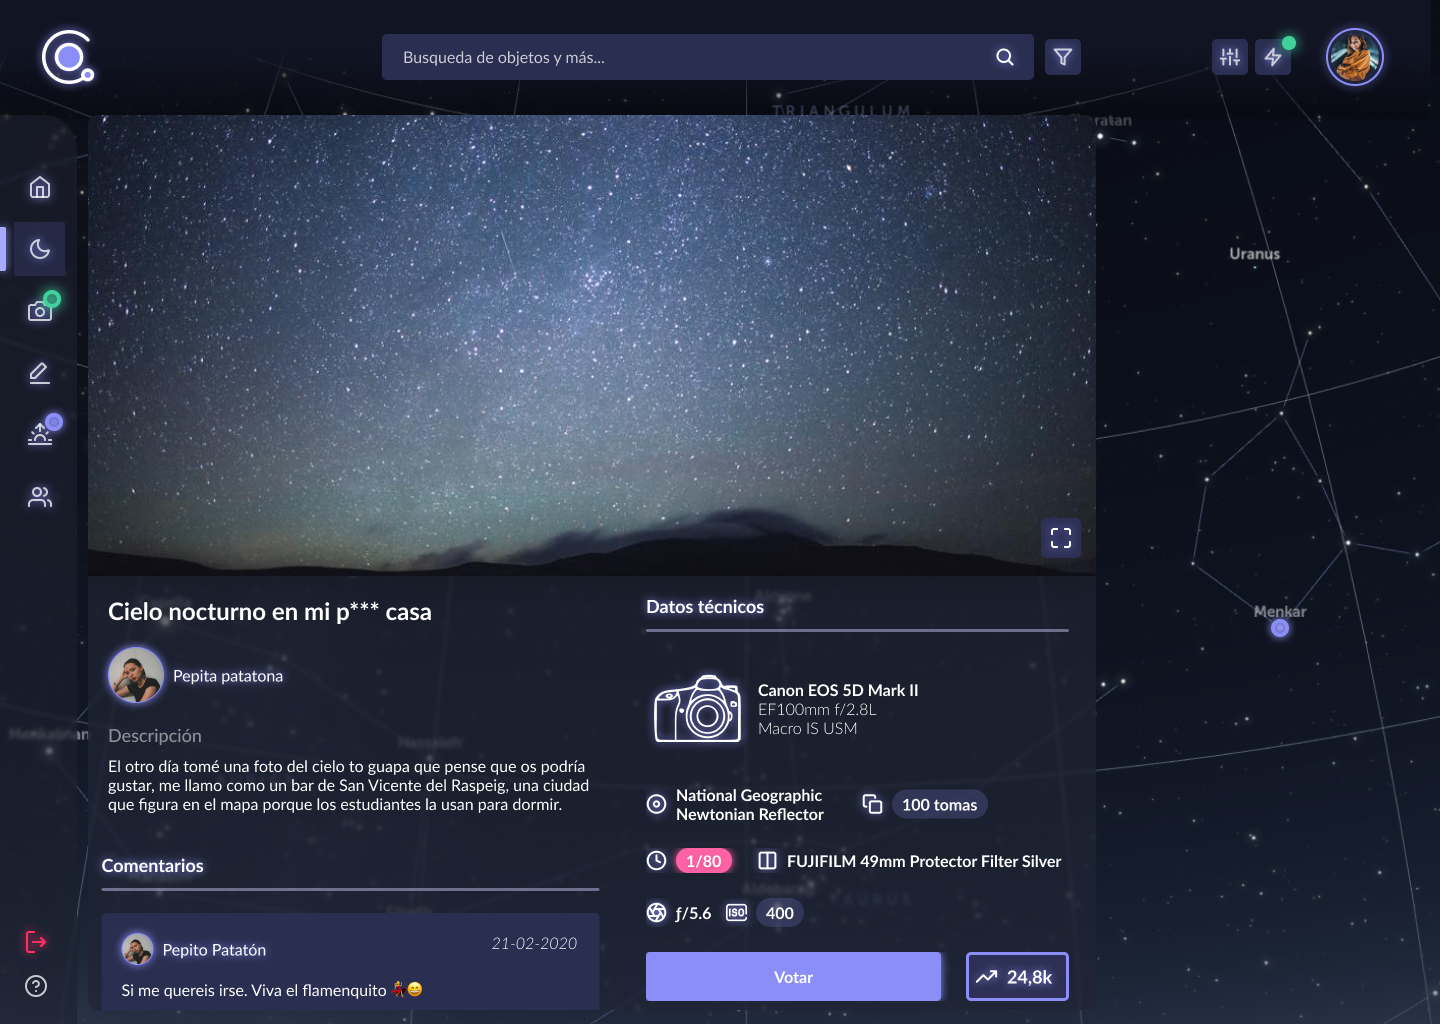 Busqueda de objetos y más...
TRIANGULUM
Uranus
Menkar
Cielo nocturno en mi p*** casa
Pepita patatona
Descripción
El otro día tomé una foto del cielo to guapa que pense que os podría
gustar, me llamo como un bar de San Vicente del Raspeig, una ciudad
que figura en el mapa porque los estudiantes la usan para dormir.
Comentarios
Pepito Patatón
21-02-2020
Si me quereis irse. Viva el flamenquito 💃😄
Datos técnicos
Canon EOS 5D Mark II
EF100mm f/2.8L
Macro IS USM
National Geographic
Newtonian Reflector
100 tomas
1/80
FUJIFILM 49mm Protector Filter Silver
ƒ/5.6
ISO
400
TAURUS
Votar
24,8k